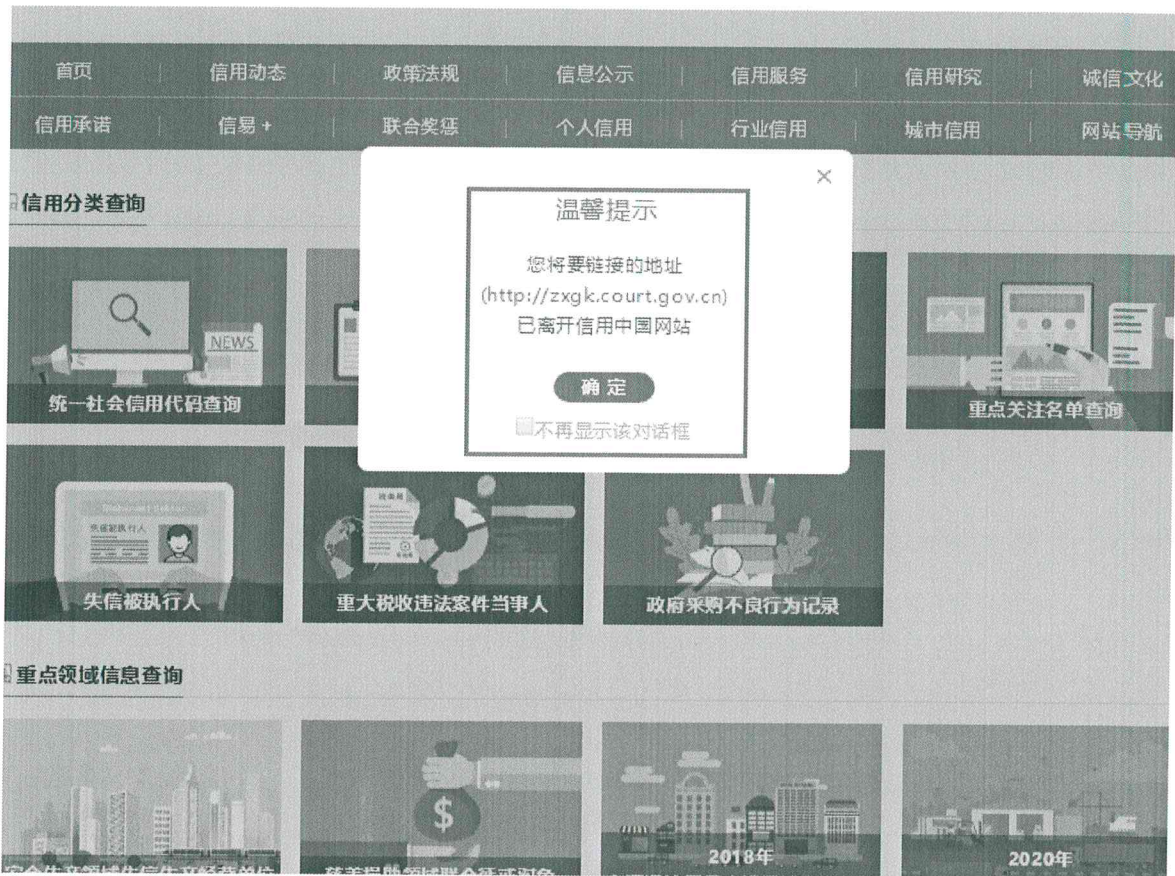 首页 信用动态 政策法规 信息公示 信用服务 信用研究 诚信文化
信用承诺 信易+ 联合奖惩 个人信用 行业信用 城市信用 网站导航
信用分类查询
温馨提示
您将要链接的地址
(http://zxgk.court.gov.cn)
已离开信用中国网站
确定
不再显示该对话框
NEWS
统一社会信用代码查询
重点关注名单查询
失信被执行人
失信被执行人
重大税收违法案件当事人
政府采购不良行为记录
重点领域信息查询
$
2018年
2020年